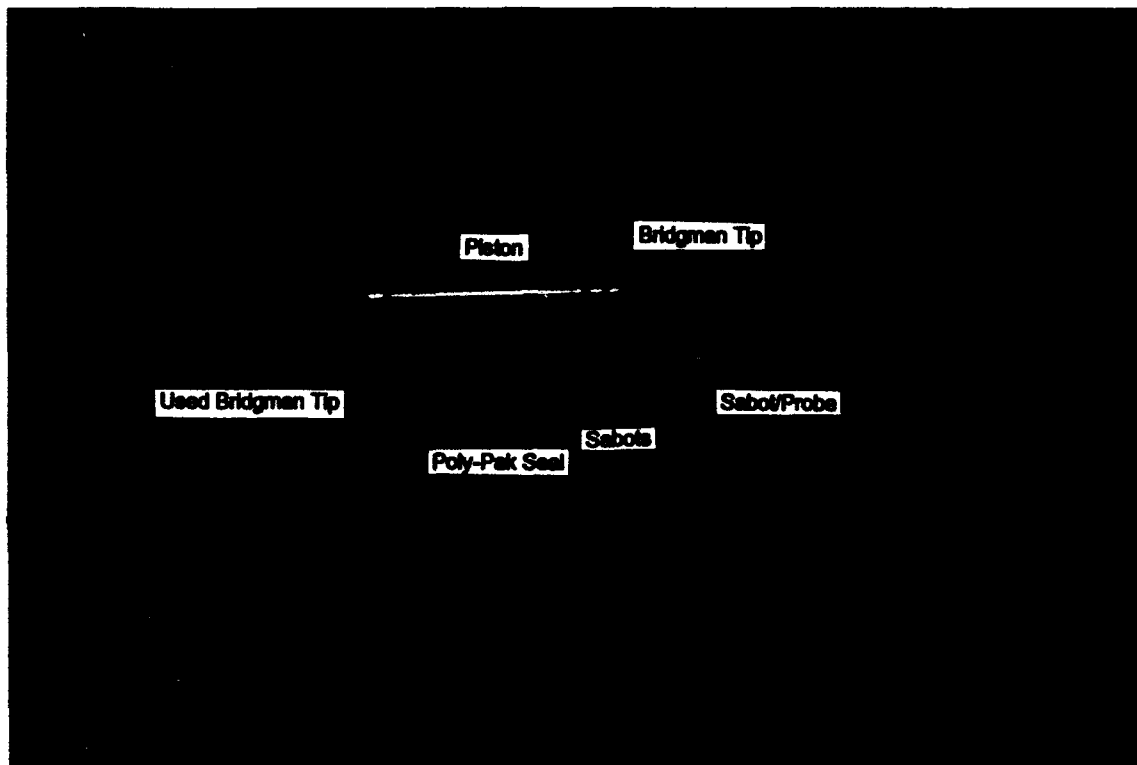 Bridgman Tip
Piston
Used Bridgman Tip
Sabot/Probe
Sabots
Poly-Pak Seal